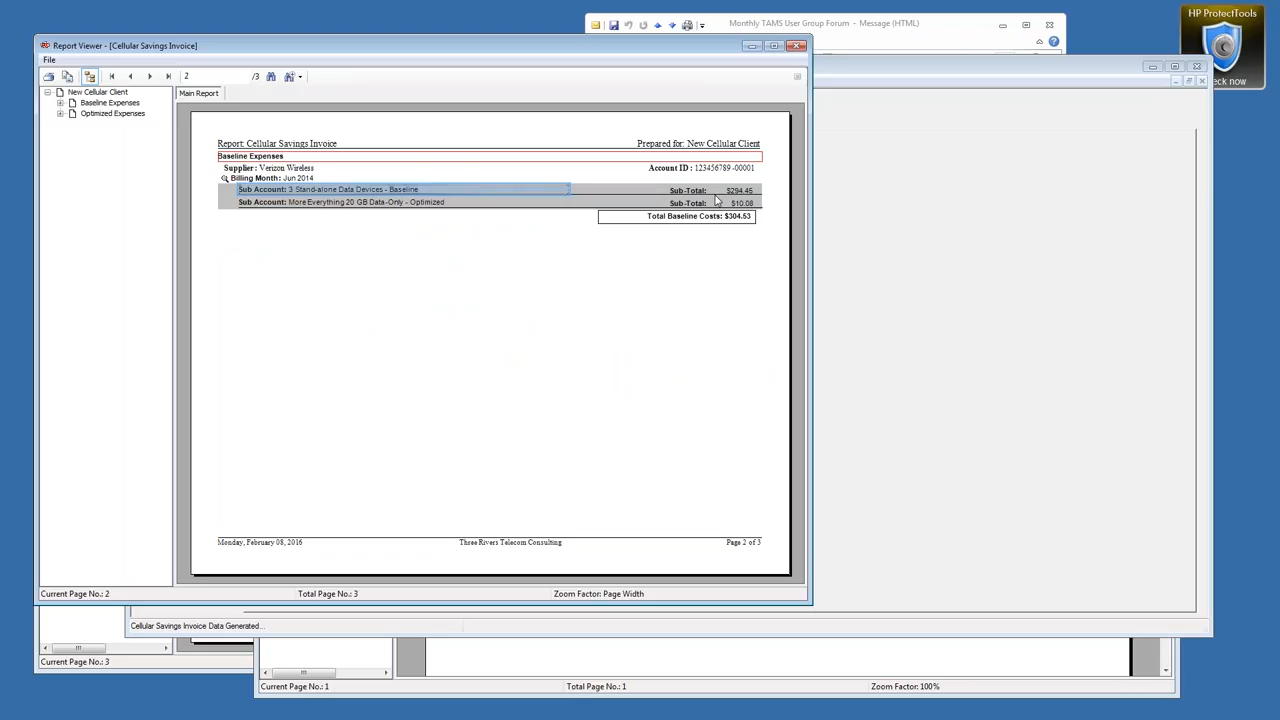 HP ProtectTools
Monthly TAMS User Group Forum - Message (HTML)
Report Viewer - [Cellular Savings Invoice]
File
2 /3
Main Report
New Cellular Client
Baseline Expenses
Optimized Expenses
Report: Cellular Savings Invoice Prepared for: New Cellular Client
Baseline Expenses
Supplier : Verizon Wireless Account ID : 123456789 -00001
Billing Month: Jun 2014
Sub Account: 3 Stand-alone Data Devices - Baseline Sub-Total: $294.45
Sub Account: More Everything 20 GB Data-Only - Optimized Sub-Total: $10.08
Total Baseline Costs: $304.53
Monday, February 08, 2016 Three Rivers Telecom Consulting Page 2 of 3
Current Page No.: 2 Total Page No.: 3 Zoom Factor: Page Width
Cellular Savings Invoice Data Generated...
Current Page No.: 3
Current Page No.: 1 Total Page No.: 1 Zoom Factor: 100%
eck now